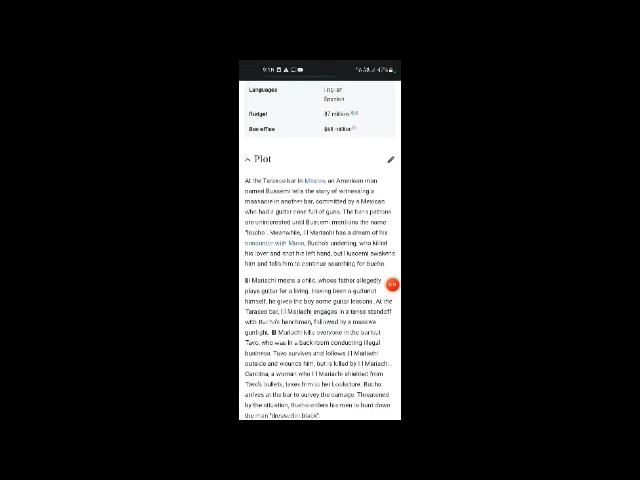 9:16
Languages English
Spanish
Budget $7 million
Box office
Plot
At the Tarasco bar in Mexico, an American man
named Buscemi tells the story of witnessing a
massacre in another bar, committed by a Mexican
who had a guitar case full of guns. The bar's patrons
are uninterested until Buscemi mentions the name
"Bucho". Meanwhile, El Mariachi has a dream of his
encounter with Moco, Bucho's underling, who killed
his lover and shot his left hand, but Buscemi awakens
him and tells him to continue searching for Bucho.
El Mariachi meets a child, whose father allegedly
plays guitar for a living. Having been a guitarist
himself, he gives the boy some guitar lessons. At the
Tarasco bar, El Mariachi engages in a tense standoff
with Bucho's henchmen, followed by a massive
gunfight. El Mariachi kills everyone in the bar but
Tavo, who was in a back room conducting illegal
business. Tavo survives and follows El Mariachi
outside and wounds him, but is killed by El Mariachi.
Carolina, a woman who El Mariachi shielded from
Tavo's bullets, takes him to her bookstore. Bucho
arrives at the bar to survey the carnage. Threatened
by the situation, Bucho orders his men to hunt down
the man "dressed in black".